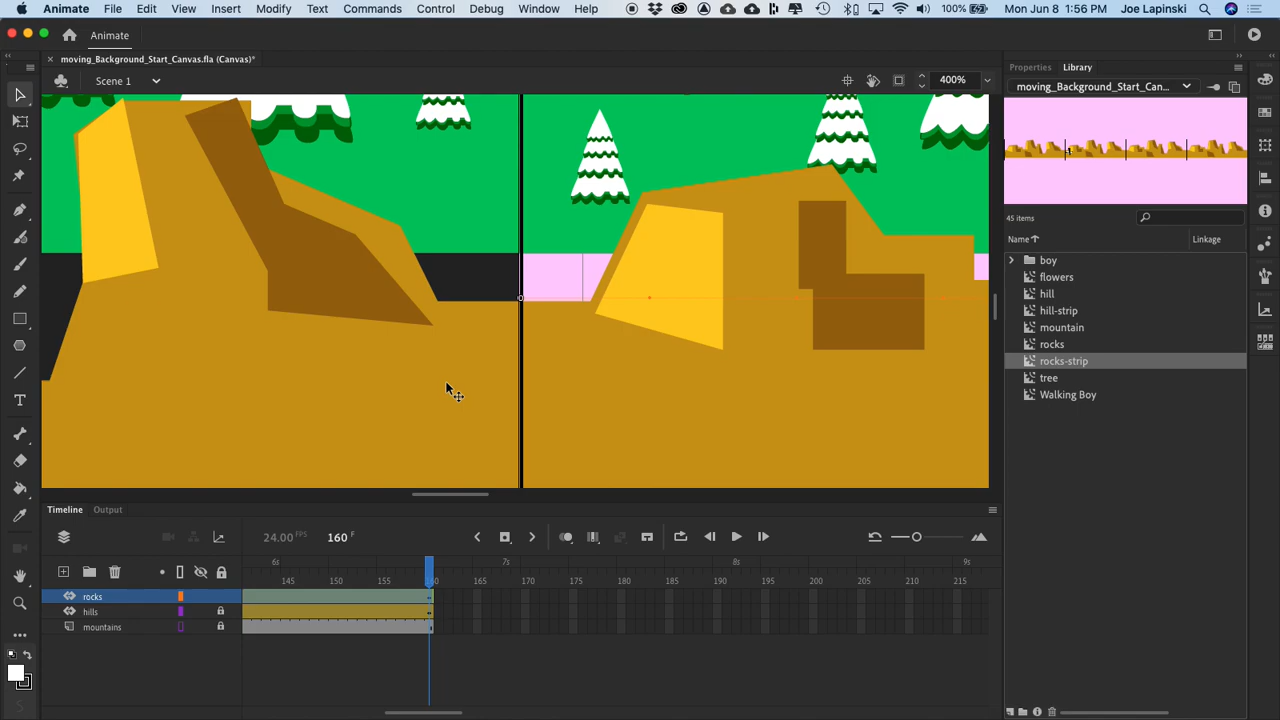 Animate File Edit View Insert Modify Text Commands Control Debug Window Help 100% Mon Jun 8 1:56 PM Joe Lapinski
Animate
moving_Background_Start_Canvas.fla (Canvas)*
Scene 1
400%
Properties Library
moving_Background_Start_Can...
45 items
Name Linkage
boy
flowers
hill
hill-strip
mountain
rocks
rocks-strip
tree
Walking Boy
Timeline Output
24.00 FPS 160 F
6s 7s 8s 9s
145 150 155 160 165 170 175 180 185 190 195 200 205 210 215
rocks
hills
mountains